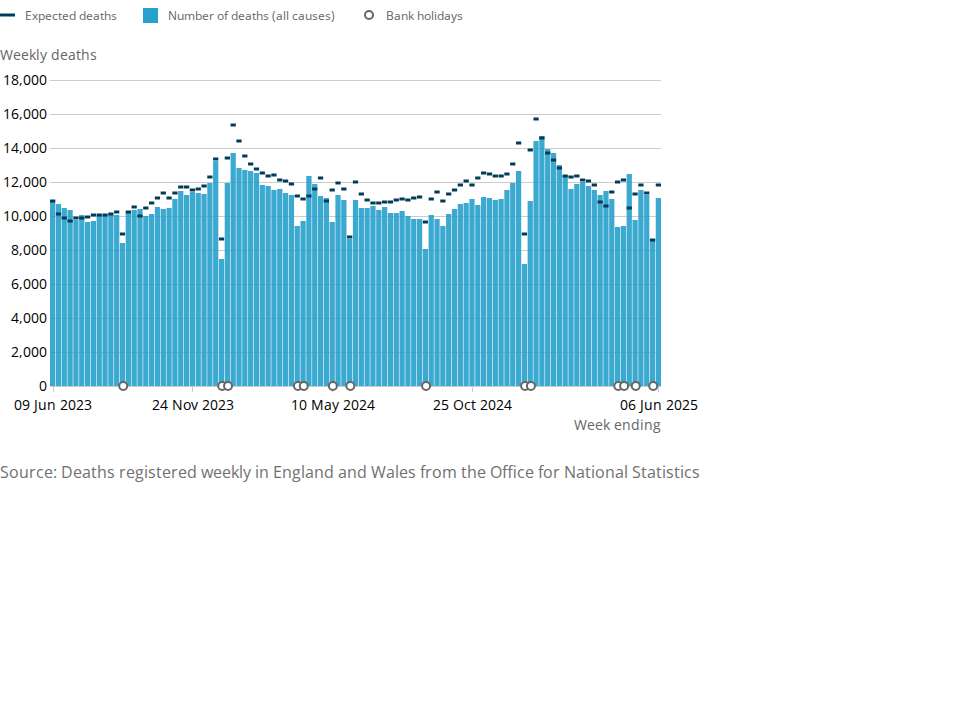 Expected deaths Number of deaths (all causes) Bank holidays
Weekly deaths
18,000
16,000
14,000
12,000
10,000
8,000
6,000
4,000
2,000
0
09 Jun 2023 24 Nov 2023 10 May 2024 25 Oct 2024 06 Jun 2025
Week ending
Source: Deaths registered weekly in England and Wales from the Office for National Statistics